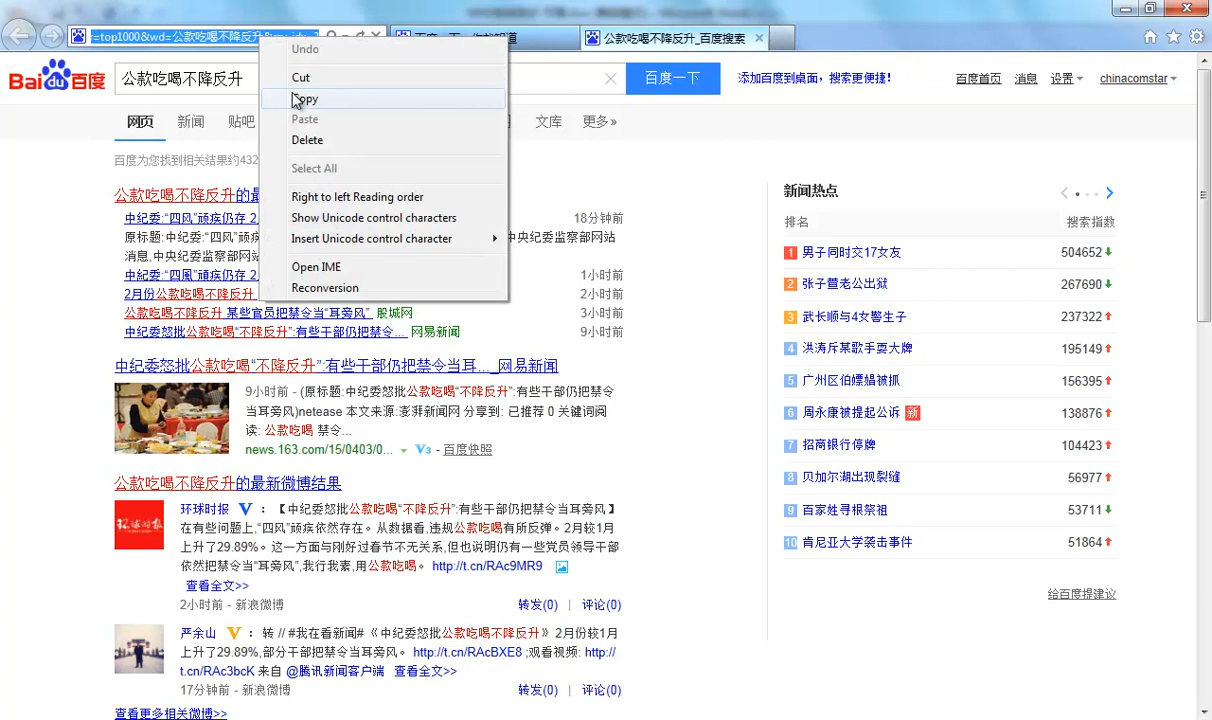 r=top1000&wd=公款吃喝不降反升
公款吃喝不降反升_百度搜索
Bai du 百度
公款吃喝不降反升
百度一下
添加百度到桌面，搜索更便捷！
百度首页 消息 设置 chinacomstar
网页 新闻 贴吧
文库 更多»
Undo
Cut
Copy
Paste
Delete
Select All
Right to left Reading order
Show Unicode control characters
Insert Unicode control character
Open IME
Reconversion
百度为您找到相关结果约432
公款吃喝不降反升的最
中纪委:“四风”顽疾仍存 2
18分钟前
原标题:中纪委:“四风”顽疾
中央纪委监察部网站
消息,中央纪委监察部网站
中纪委:“四風”顽疾仍存 2
1小时前
2月份公款吃喝不降反升
2小时前
公款吃喝不降反升 某些官员把禁令当“耳旁风” 股城网
3小时前
中纪委怒批公款吃喝“不降反升”:有些干部仍把禁令... 网易新闻
9小时前
中纪委怒批公款吃喝“不降反升”:有些干部仍把禁令当耳..._网易新闻
9小时前 - (原标题:中纪委怒批公款吃喝“不降反升”:有些干部仍把禁令
当耳旁风)netease 本文来源:澎湃新闻网 分享到: 已推荐 0 关键词阅
读: 公款吃喝 禁令...
news.163.com/15/0403/0... V3 - 百度快照
公款吃喝不降反升的最新微博结果
环球时报 V ：【中纪委怒批公款吃喝“不降反升”:有些干部仍把禁令当耳旁风】
在有些问题上,“四风”顽疾依然存在。从数据看,违规公款吃喝有所反弹。2月较1月
上升了29.89%。这一方面与刚好过春节不无关系,但也说明仍有一些党员领导干部
依然把禁令当“耳旁风”,我行我素,用公款吃喝。 http://t.cn/RAc9MR9
查看全文>>
2小时前 - 新浪微博
转发(0) | 评论(0)
环球时报
严余山 V ： 转 // #我在看新闻#《中纪委怒批公款吃喝不降反升》2月份较1月
上升了29.89%,部分干部把禁令当耳旁风。 http://t.cn/RAcBXE8 ;观看视频: http://
t.cn/RAc3bcK 来自 @腾讯新闻客户端 查看全文>>
17分钟前 - 新浪微博
转发(0) | 评论(0)
查看更多相关微博>>
新闻热点
排名 搜索指数
1 男子同时交17女友 504652
2 张子萱老公出狱 267690
3 武长顺与4女警生子 237322
4 洪涛斥某歌手耍大牌 195149
5 广州区伯嫖娼被抓 156395
6 周永康被提起公诉 新 138876
7 招商银行停牌 104423
8 贝加尔湖出现裂缝 56977
9 百家姓寻根祭祖 53711
10 肯尼亚大学袭击事件 51864
给百度提建议